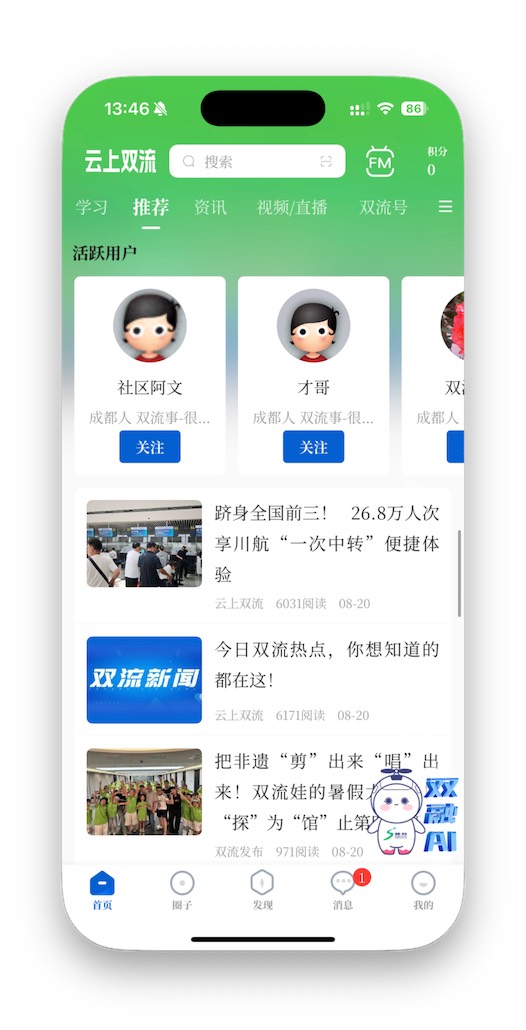 13:46
86
云上双流
搜索
FM
积分
0
学习 推荐 资讯 视频/直播 双流号
活跃用户
社区阿文
成都人 双流事-很...
关注
才哥
成都人 双流事-很...
关注
成都人
跻身全国前三！ 26.8万人次
享川航“一次中转”便捷体
验
云上双流 6031阅读 08-20
双流新闻
今日双流热点，你想知道的
都在这！
云上双流 6171阅读 08-20
把非遗“剪”出来“唱”出
来！双流娃的暑假
“探”为“馆”止第
双流发布 971阅读 08-20
双
融
AI
1
首页 圈子 发现 消息 我的